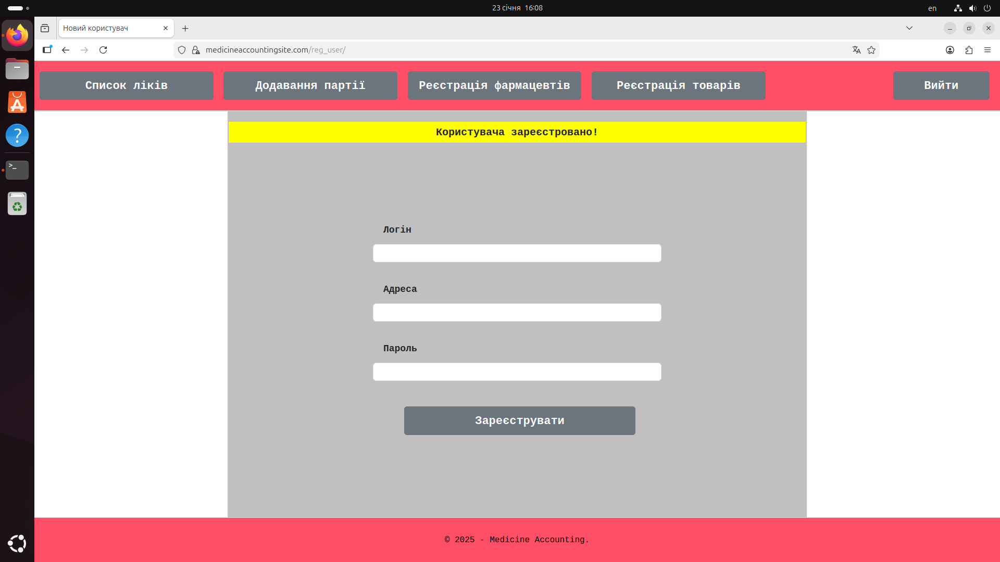 23 січня 16:08
en
Новий користувач
medicineaccountingsite.com/reg_user/
Список ліків
Додавання партії
Реєстрація фармацевтів
Реєстрація товарів
Вийти
Користувача зареєстровано!
Логін
Адреса
Пароль
Зареєструвати
© 2025 - Medicine Accounting.